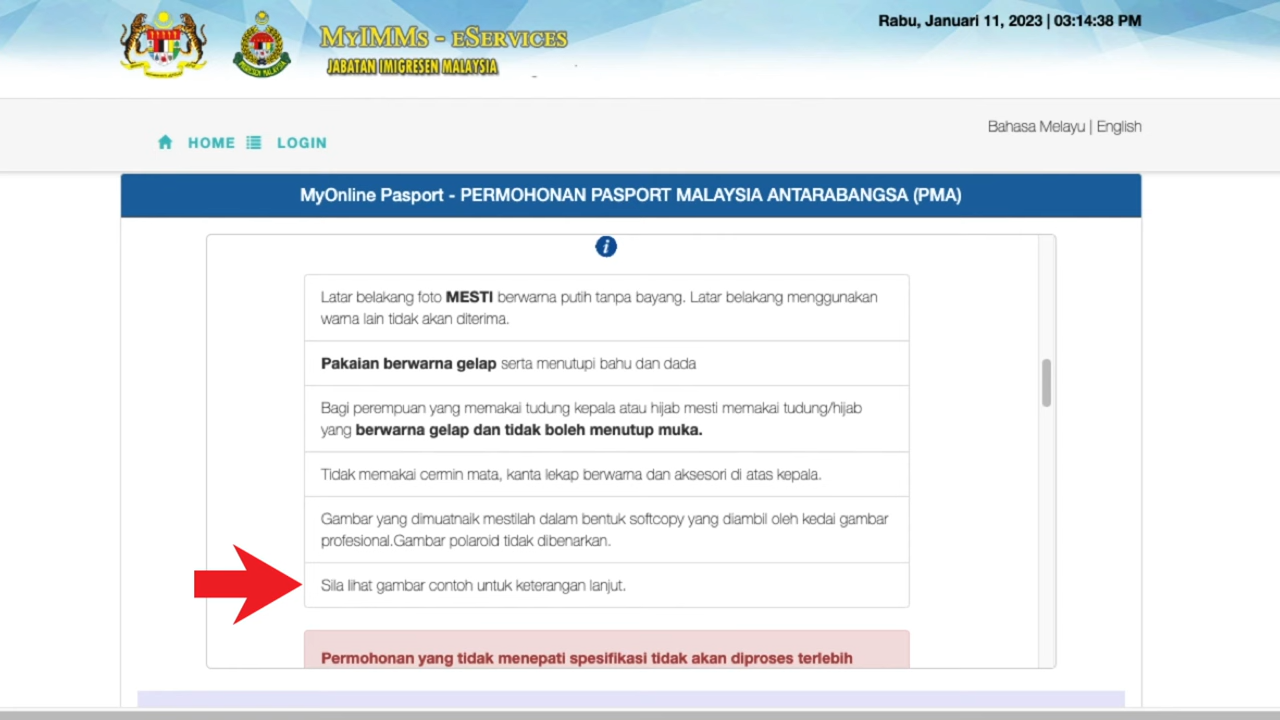 Rabu, Januari 11, 2023 | 03:14:38 PM
MyIMMs - eServices
JABATAN IMIGRESEN MALAYSIA
Bahasa Melayu | English
HOME LOGIN
MyOnline Pasport - PERMOHONAN PASPORT MALAYSIA ANTARABANGSA (PMA)
i
Latar belakang foto MESTI berwarna putih tanpa bayang. Latar belakang menggunakan
warna lain tidak akan diterima.
Pakaian berwarna gelap serta menutupi bahu dan dada
Bagi perempuan yang memakai tudung kepala atau hijab mesti memakai tudung/hijab
yang berwarna gelap dan tidak boleh menutup muka.
Tidak memakai cermin mata, kanta lekap berwarna dan aksesori di atas kepala.
Gambar yang dimuatnaik mestilah dalam bentuk softcopy yang diambil oleh kedai gambar
profesional.Gambar polaroid tidak dibenarkan.
Sila lihat gambar contoh untuk keterangan lanjut.
Permohonan yang tidak menepati spesifikasi tidak akan diproses terlebih